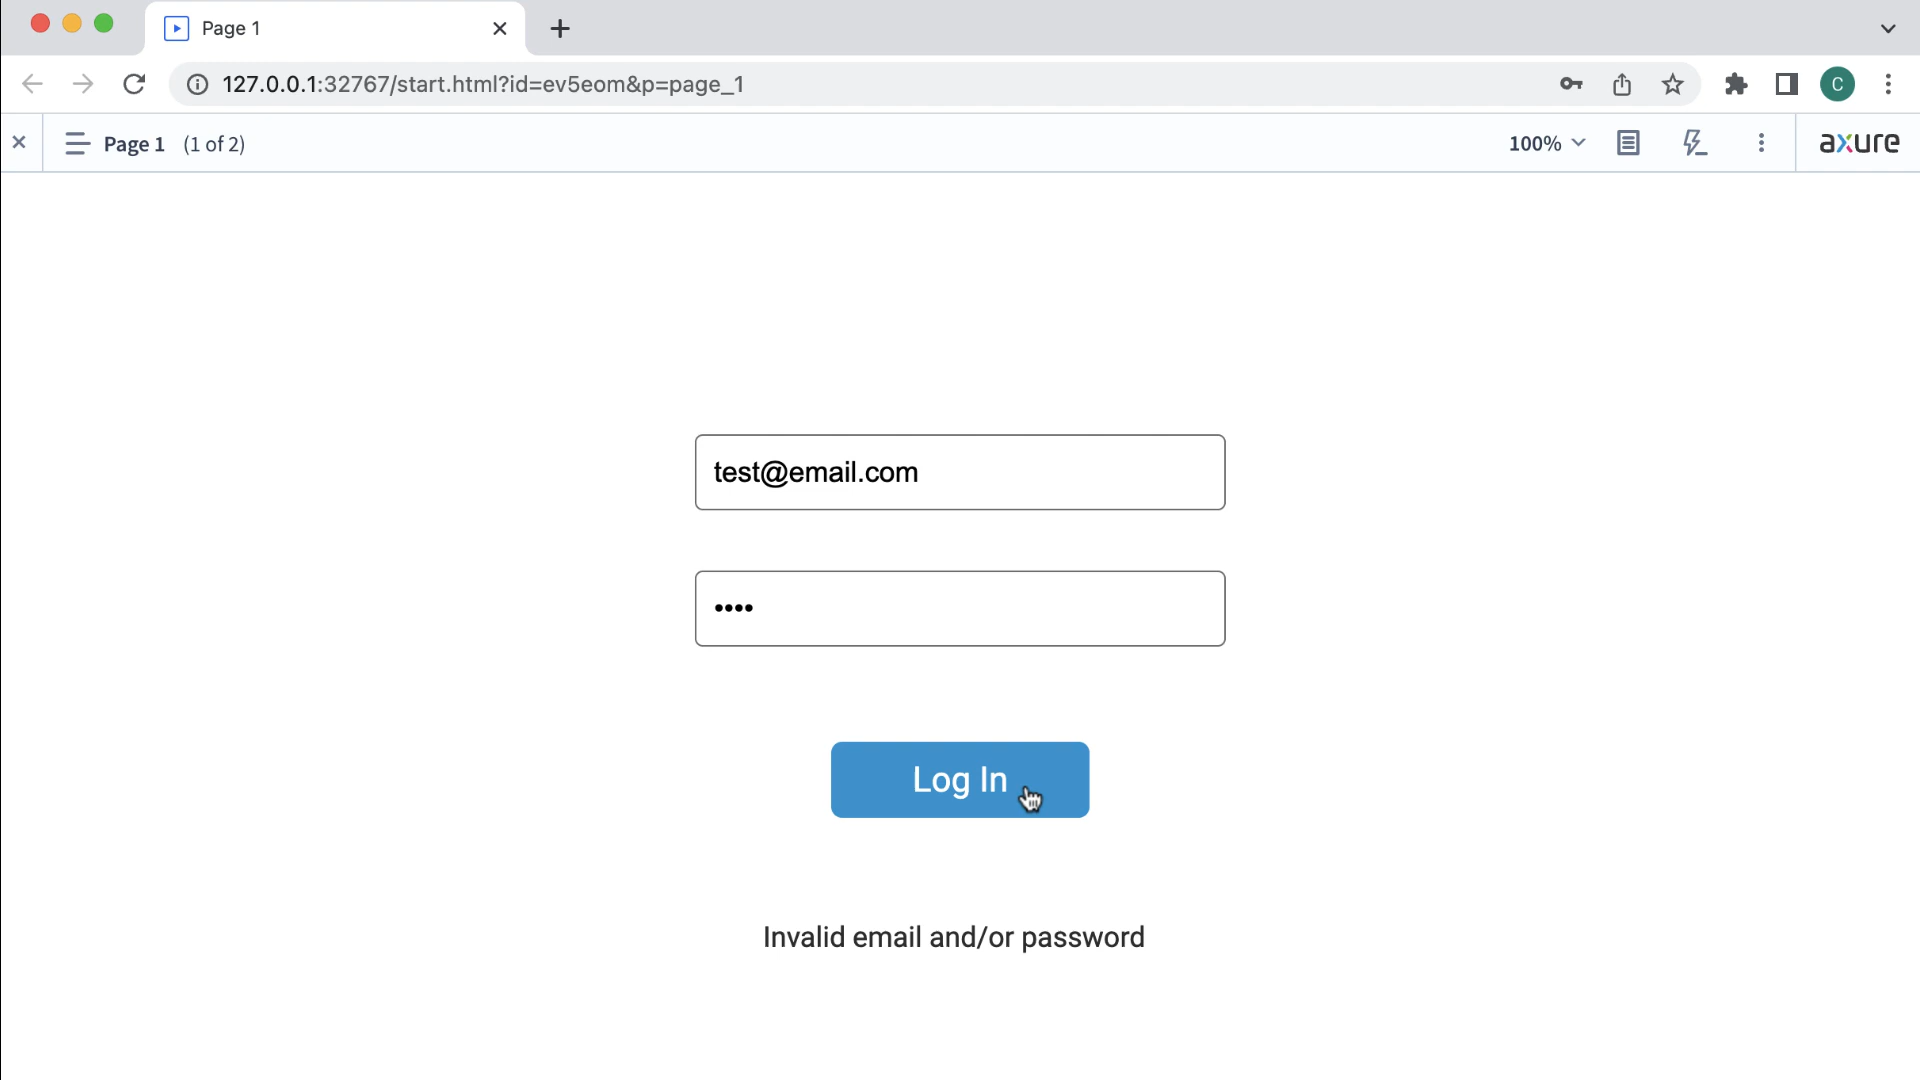 Page 1
127.0.0.1:32767/start.html?id=ev5eom&p=page_1
C
Page 1 (1 of 2)
100%
axure
test@email.com
••••
Log In
Invalid email and/or password